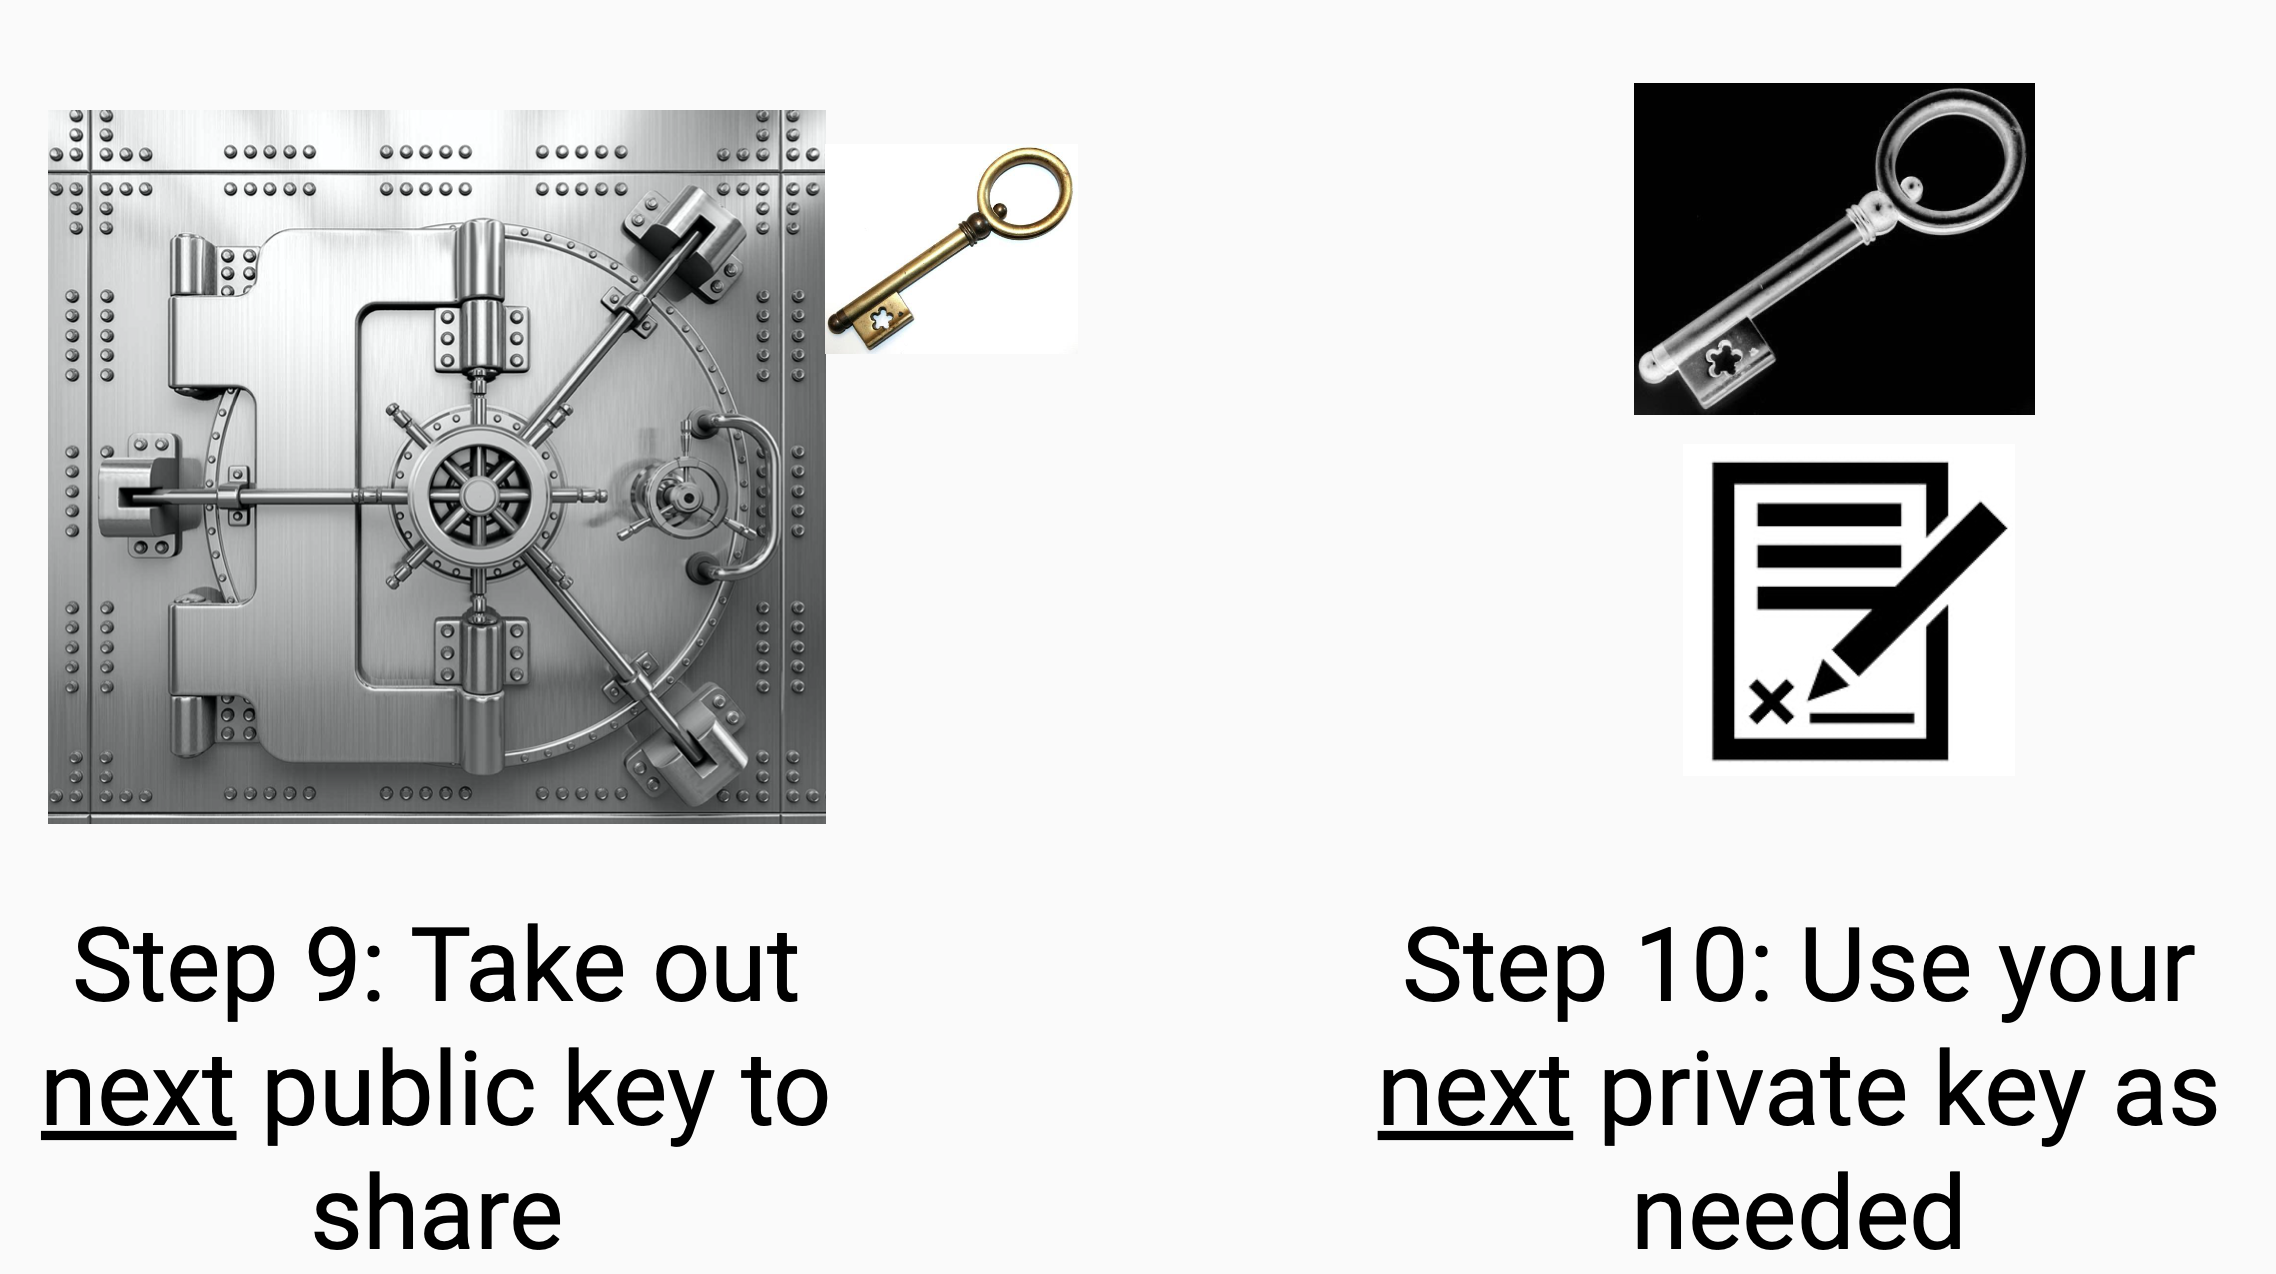 Step 9: Take out
next public key to
share
Step 10: Use your
next private key as
needed